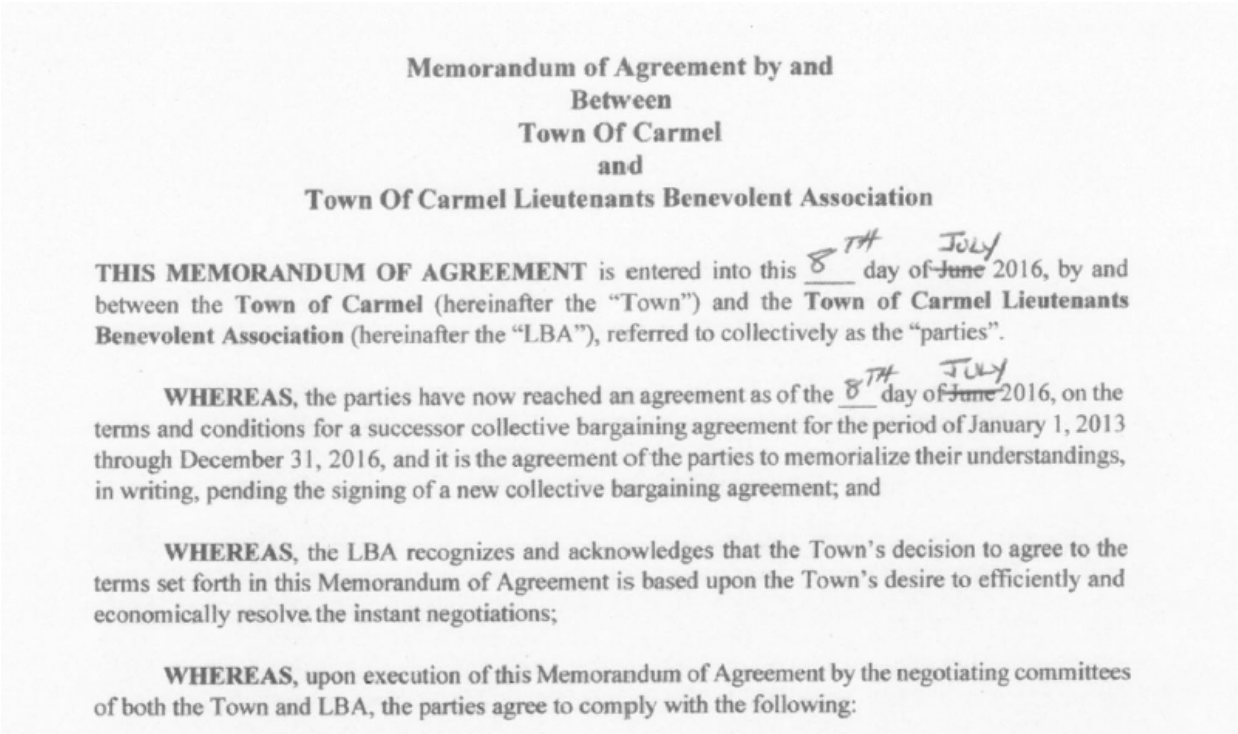 Memorandum of Agreement by and
Between
Town Of Carmel
and
Town Of Carmel Lieutenants Benevolent Association
THIS MEMORANDUM OF AGREEMENT is entered into this 8TH day of June JULY 2016, by and
between the Town of Carmel (hereinafter the “Town”) and the Town of Carmel Lieutenants
Benevolent Association (hereinafter the “LBA”), referred to collectively as the “parties”.
WHEREAS, the parties have now reached an agreement as of the 8TH day of June JULY 2016, on the
terms and conditions for a successor collective bargaining agreement for the period of January 1, 2013
through December 31, 2016, and it is the agreement of the parties to memorialize their understandings,
in writing, pending the signing of a new collective bargaining agreement; and
WHEREAS, the LBA recognizes and acknowledges that the Town’s decision to agree to the
terms set forth in this Memorandum of Agreement is based upon the Town’s desire to efficiently and
economically resolve the instant negotiations;
WHEREAS, upon execution of this Memorandum of Agreement by the negotiating committees
of both the Town and LBA, the parties agree to comply with the following: